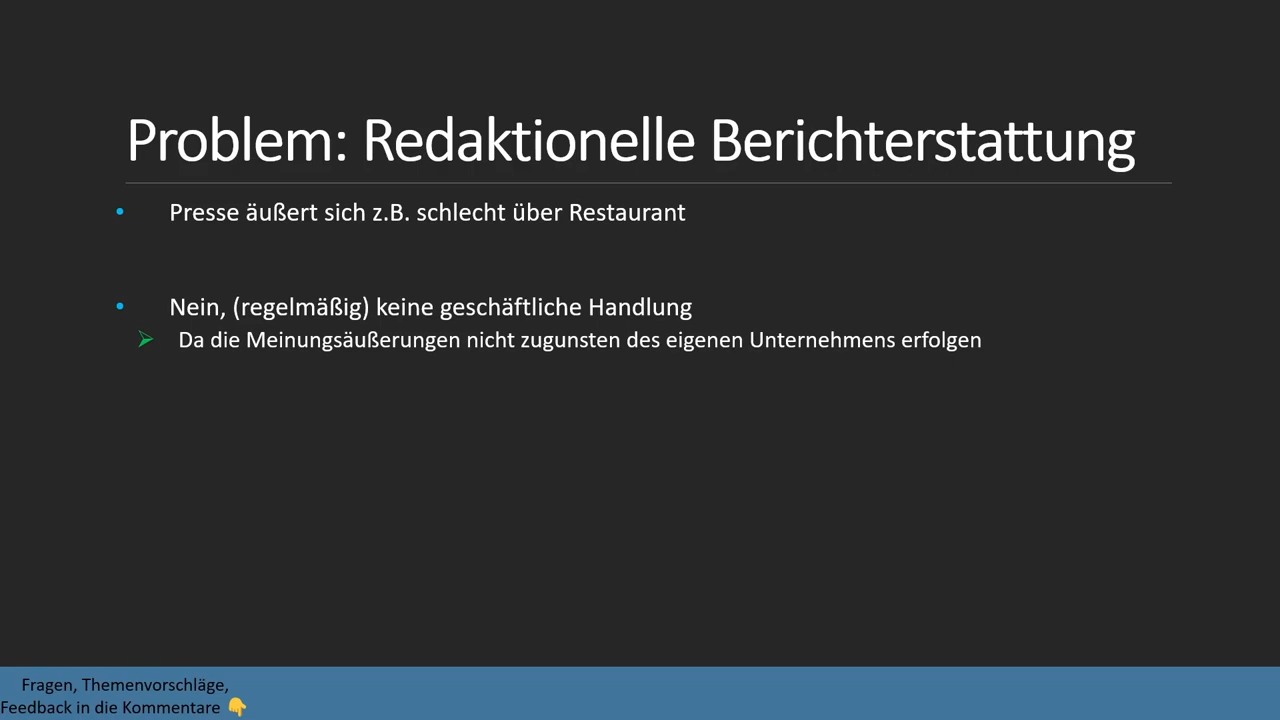 Problem: Redaktionelle Berichterstattung
• Presse äußert sich z.B. schlecht über Restaurant
• Nein, (regelmäßig) keine geschäftliche Handlung
➢ Da die Meinungsäußerungen nicht zugunsten des eigenen Unternehmens erfolgen
Fragen, Themenvorschläge,
Feedback in die Kommentare 👇